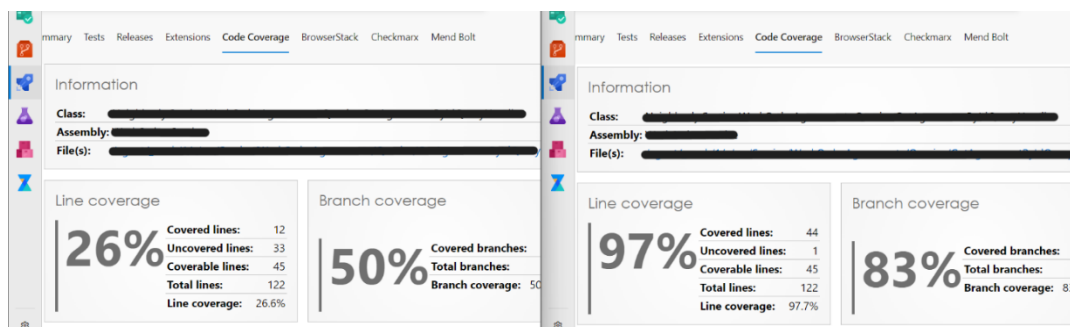 mmary Tests Releases Extensions Code Coverage BrowserStack Checkmarx Mend Bolt
Information
Class:
Assembly:
File(s):
Line coverage
26%
Covered lines: 12
Uncovered lines: 33
Coverable lines: 45
Total lines: 122
Line coverage: 26.6%
Branch coverage
50%
Covered branches:
Total branches:
Branch coverage: 50
mmary Tests Releases Extensions Code Coverage BrowserStack Checkmarx Mend Bolt
Information
Class:
Assembly:
File(s):
Line coverage
97%
Covered lines: 44
Uncovered lines: 1
Coverable lines: 45
Total lines: 122
Line coverage: 97.7%
Branch coverage
83%
Covered branches:
Total branches:
Branch coverage: 83